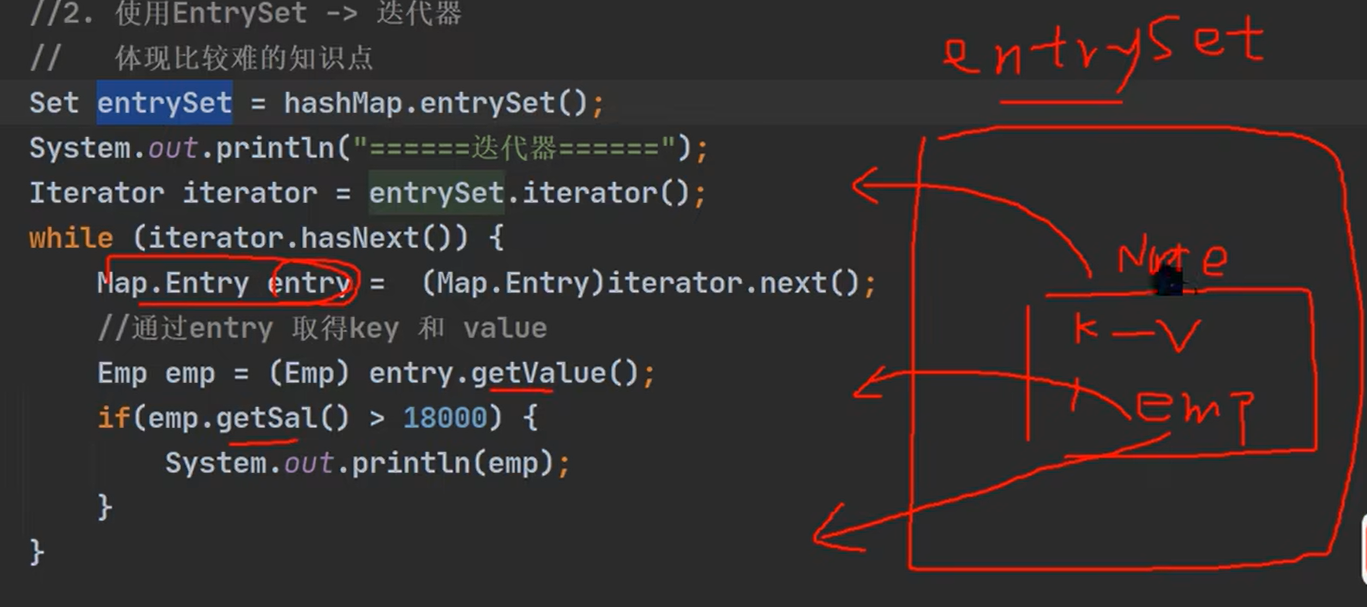 //2. 使用EntrySet -> 迭代器
//   体现比较难的知识点
Set entrySet = hashMap.entrySet();
System.out.println("======迭代器======");
Iterator iterator = entrySet.iterator();
while (iterator.hasNext()) {
    Map.Entry entry =  (Map.Entry)iterator.next();
    //通过entry 取得key 和 value
    Emp emp = (Emp) entry.getValue();
    if(emp.getSal() > 18000) {
        System.out.println(emp);
    }
}
entrySet
K—V
emp